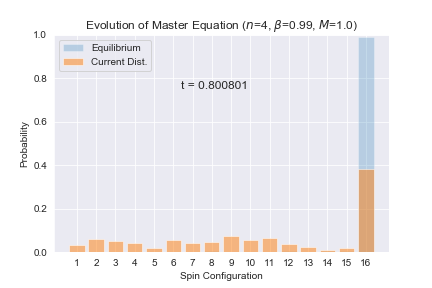 Evolution of Master Equation (n=4, β=0.99, M=1.0)
Equilibrium
Current Dist.
t = 0.800801
Probability
1.0
0.8
0.6
0.4
0.2
0.0
1 2 3 4 5 6 7 8 9 10 11 12 13 14 15 16
Spin Configuration